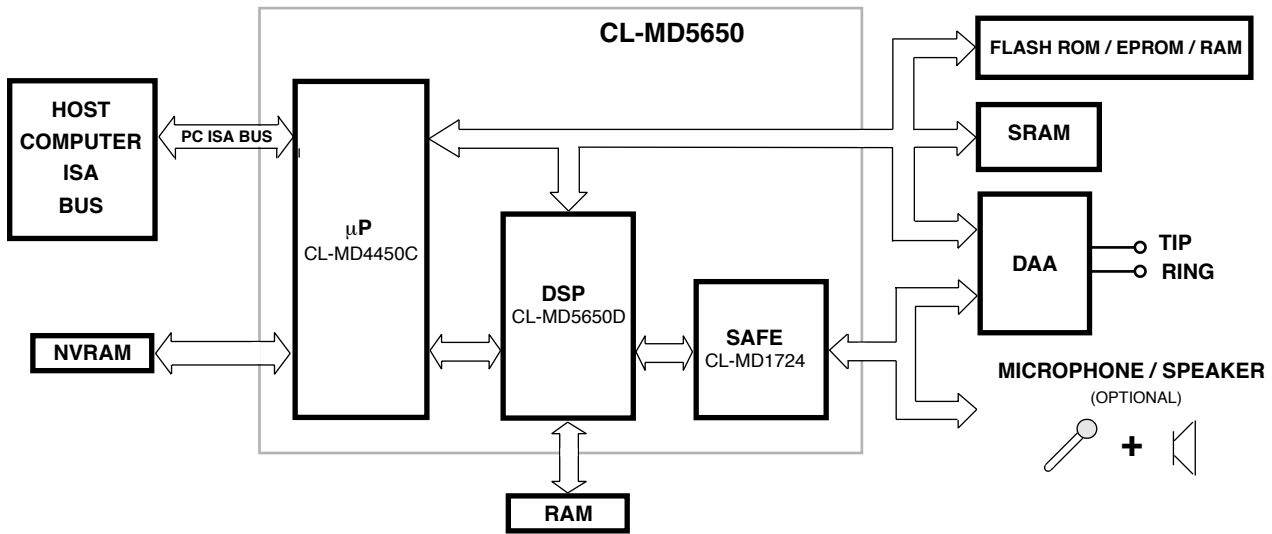 CL-MD5650
FLASH ROM / EPROM / RAM
HOST
COMPUTER
ISA
BUS
PC ISA BUS
SRAM
μP
CL-MD4450C
DAA
TIP
RING
DSP
CL-MD5650D
SAFE
CL-MD1724
NVRAM
MICROPHONE / SPEAKER
(OPTIONAL)
+
RAM